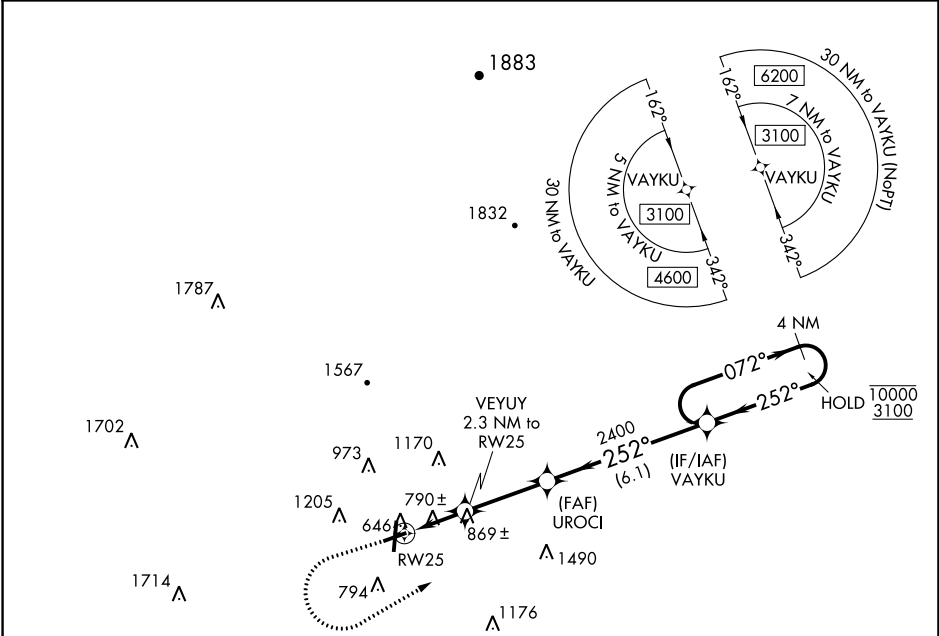 1883
30 NM to VAYKU (NoPT)
6200
7 NM to VAYKU
3100
162°
VAYKU
342°
162°
VAYKU
5 NM to VAYKU
3100
30 NM to VAYKU
4600
342°
1832
1787
4 NM
072°
252°
HOLD
10000
3100
1567
VEYUY
2.3 NM to
RW25
2400
252°
(6.1)
(IF/IAF)
VAYKU
1702
973
1170
(FAF)
UROCI
1205
790±
646
869±
RW25
1490
1714
794
1176